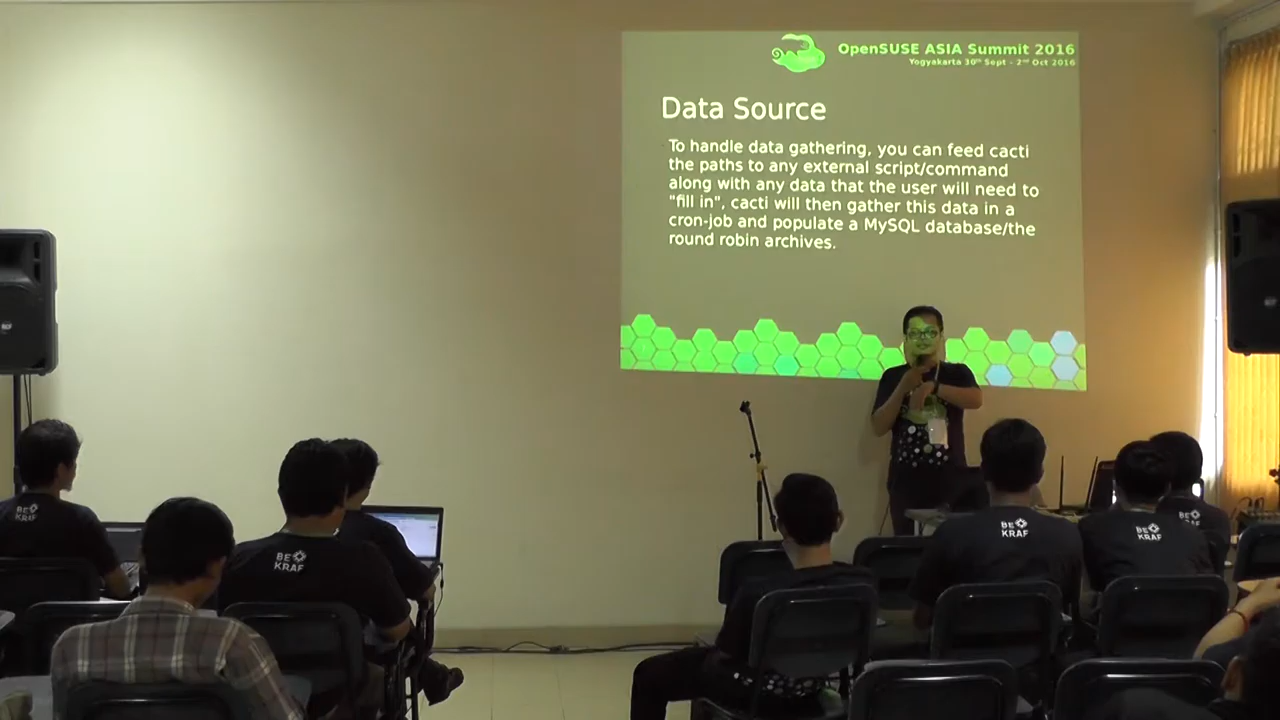 OpenSUSE ASIA Summit 2016
Yogyakarta 30th Sept - 2nd Oct 2016
Data Source
To handle data gathering, you can feed cacti
the paths to any external script/command
along with any data that the user will need to
"fill in", cacti will then gather this data in a
cron-job and populate a MySQL database/the
round robin archives.
BE
KRAF
BE
KRAF
BE
KRAF
BE
KRAF
BE
KRAF